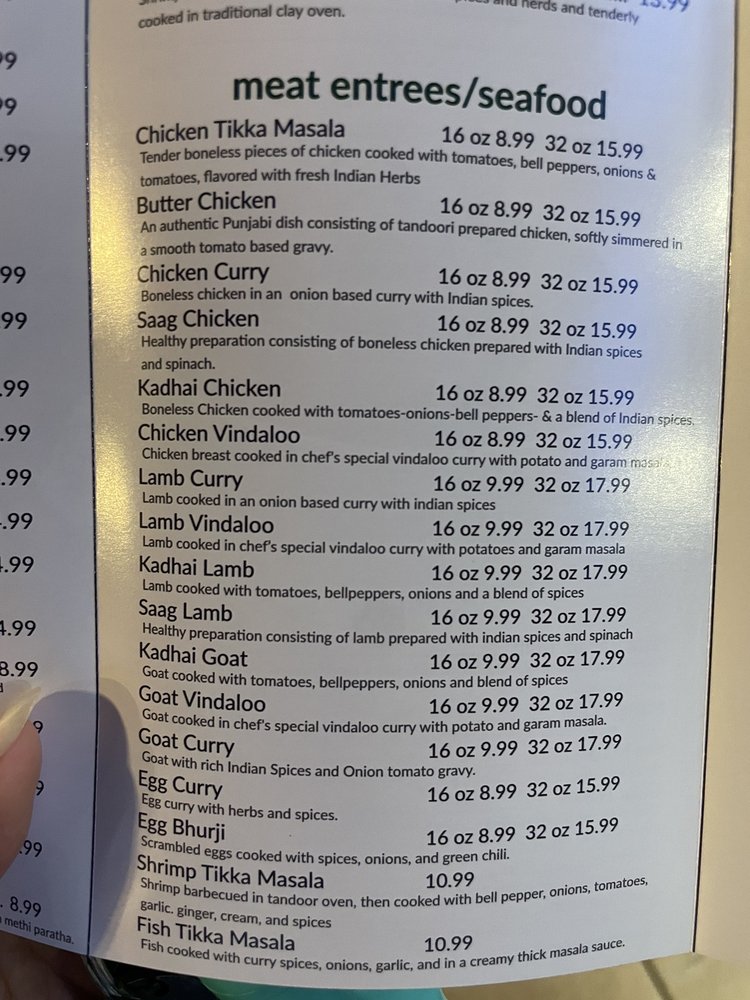 cooked in traditional clay oven.
and herds and tenderly
meat entrees/seafood
Chicken Tikka Masala 16 oz 8.99 32 oz 15.99
Tender boneless pieces of chicken cooked with tomatoes, bell peppers, onions &
tomatoes, flavored with fresh Indian Herbs
Butter Chicken 16 oz 8.99 32 oz 15.99
An authentic Punjabi dish consisting of tandoori prepared chicken, softly simmered in
a smooth tomato based gravy.
Chicken Curry 16 oz 8.99 32 oz 15.99
Boneless chicken in an onion based curry with Indian spices.
Saag Chicken 16 oz 8.99 32 oz 15.99
Healthy preparation consisting of boneless chicken prepared with Indian spices
and spinach.
Kadhai Chicken 16 oz 8.99 32 oz 15.99
Boneless Chicken cooked with tomatoes-onions-bell peppers- & a blend of Indian spices.
Chicken Vindaloo 16 oz 8.99 32 oz 15.99
Chicken breast cooked in chef's special vindaloo curry with potato and garam masala
Lamb Curry 16 oz 9.99 32 oz 17.99
Lamb cooked in an onion based curry with indian spices
Lamb Vindaloo 16 oz 9.99 32 oz 17.99
Lamb cooked in chef's special vindaloo curry with potatoes and garam masala
Kadhai Lamb 16 oz 9.99 32 oz 17.99
Lamb cooked with tomatoes, bellpeppers, onions and a blend of spices
Saag Lamb 16 oz 9.99 32 oz 17.99
Healthy preparation consisting of lamb prepared with indian spices and spinach
Kadhai Goat 16 oz 9.99 32 oz 17.99
Goat cooked with tomatoes, bellpeppers, onions and blend of spices
Goat Vindaloo 16 oz 9.99 32 oz 17.99
Goat cooked in chef's special vindaloo curry with potato and garam masala.
Goat Curry 16 oz 9.99 32 oz 17.99
Goat with rich Indian Spices and Onion tomato gravy.
Egg Curry 16 oz 8.99 32 oz 15.99
Egg curry with herbs and spices.
Egg Bhurji 16 oz 8.99 32 oz 15.99
Scrambled eggs cooked with spices, onions, and green chili.
Shrimp Tikka Masala 10.99
Shrimp barbecued in tandoor oven, then cooked with bell pepper, onions, tomatoes,
garlic. ginger, cream, and spices
Fish Tikka Masala 10.99
Fish cooked with curry spices, onions, garlic, and in a creamy thick masala sauce.
8.99
methi paratha.